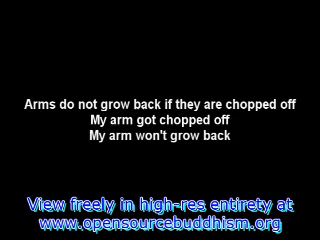 Arms do not grow back if they are chopped off
My arm got chopped off
My arm won't grow back
View freely in high-res entirety at
www.opensourcebuddhism.org